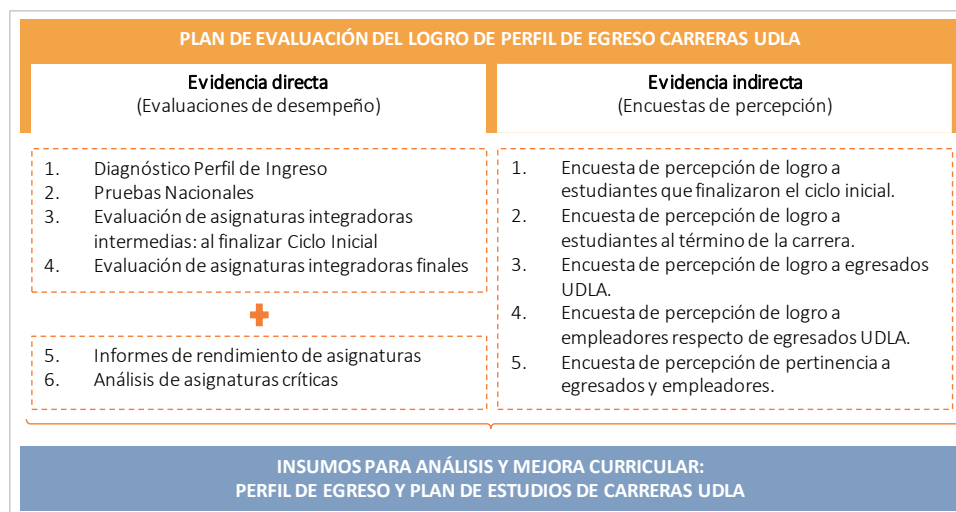 PLAN DE EVALUACIÓN DEL LOGRO DE PERFIL DE EGRESO CARRERAS UDLA
Evidencia directa
(Evaluaciones de desempeño)
1. Diagnóstico Perfil de Ingreso
2. Pruebas Nacionales
3. Evaluación de asignaturas integradoras
intermedias: al finalizar Ciclo Inicial
4. Evaluación de asignaturas integradoras finales
5. Informes de rendimiento de asignaturas
6. Análisis de asignaturas críticas
Evidencia indirecta
(Encuestas de percepción)
1. Encuesta de percepción de logro a
estudiantes que finalizaron el ciclo inicial.
2. Encuesta de percepción de logro a
estudiantes al término de la carrera.
3. Encuesta de percepción de logro a egresados
UDLA.
4. Encuesta de percepción de logro a
empleadores respecto de egresados UDLA.
5. Encuesta de percepción de pertinencia a
egresados y empleadores.
INSUMOS PARA ANÁLISIS Y MEJORA CURRICULAR:
PERFIL DE EGRESO Y PLAN DE ESTUDIOS DE CARRERAS UDLA